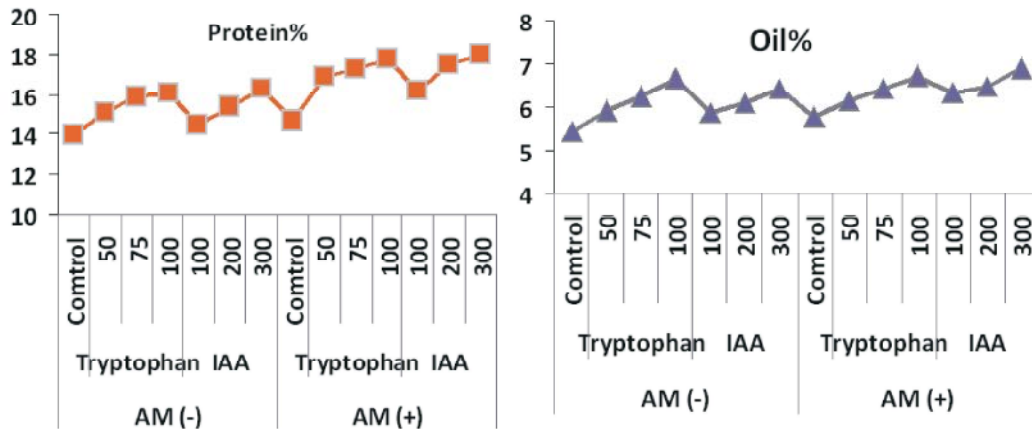 Protein%
20
18
16
14
12
10
Comtrol 50 75 100 100 200 300 Comtrol 50 75 100 100 200 300
Tryptophan IAA Tryptophan IAA
AM (-) AM (+)
Oil%
8
7
6
5
4
Comtrol 50 75 100 100 200 300 Comtrol 50 75 100 100 200 300
Tryptophan IAA Tryptophan IAA
AM (-) AM (+)